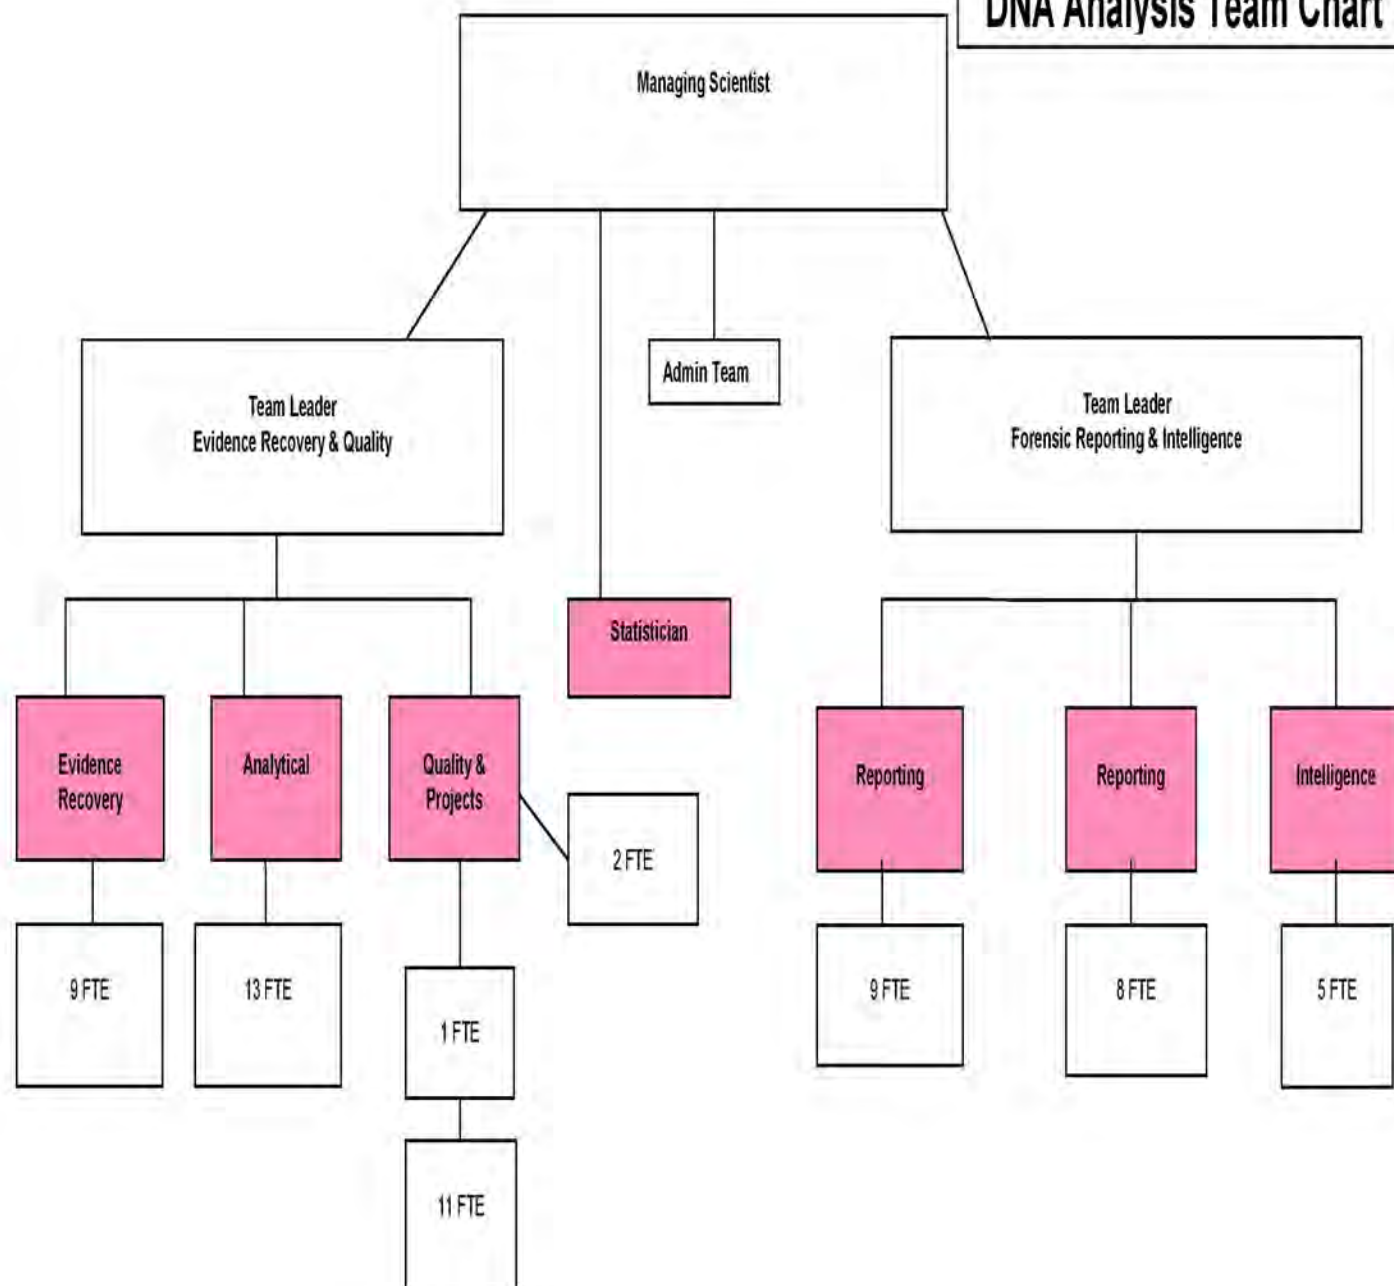 DNA Analysis Team Chart
Managing Scientist
Team Leader
Evidence Recovery & Quality
Admin Team
Team Leader
Forensic Reporting & Intelligence
Statistician
Evidence
Recovery
Analytical
Quality &
Projects
Reporting
Reporting
Intelligence
2 FTE
9 FTE
13 FTE
1 FTE
9 FTE
8 FTE
5 FTE
11 FTE